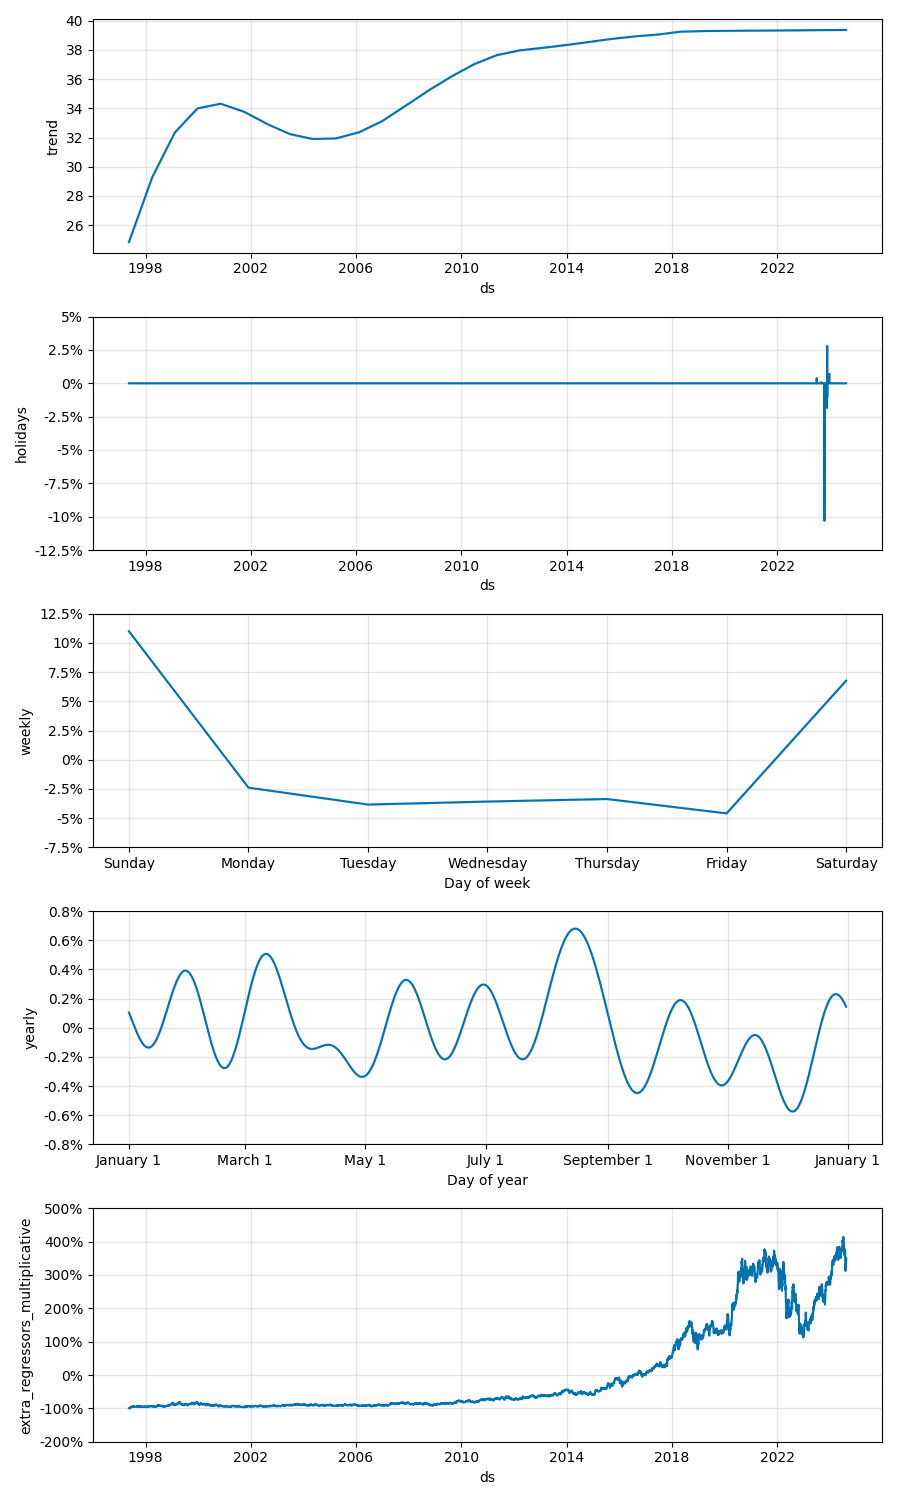 40
38
36
34
32
30
28
26
trend
1998 2002 2006 2010 2014 2018 2022
ds
5%
2.5%
0%
-2.5%
-5%
-7.5%
-10%
-12.5%
holidays
1998 2002 2006 2010 2014 2018 2022
ds
12.5%
10%
7.5%
5%
2.5%
0%
-2.5%
-5%
-7.5%
weekly
Sunday Monday Tuesday Wednesday Thursday Friday Saturday
Day of week
0.8%
0.6%
0.4%
0.2%
0%
-0.2%
-0.4%
-0.6%
-0.8%
yearly
January 1 March 1 May 1 July 1 September 1 November 1 January 1
Day of year
500%
400%
300%
200%
100%
0%
-100%
-200%
extra_regressors_multiplicative
1998 2002 2006 2010 2014 2018 2022
ds